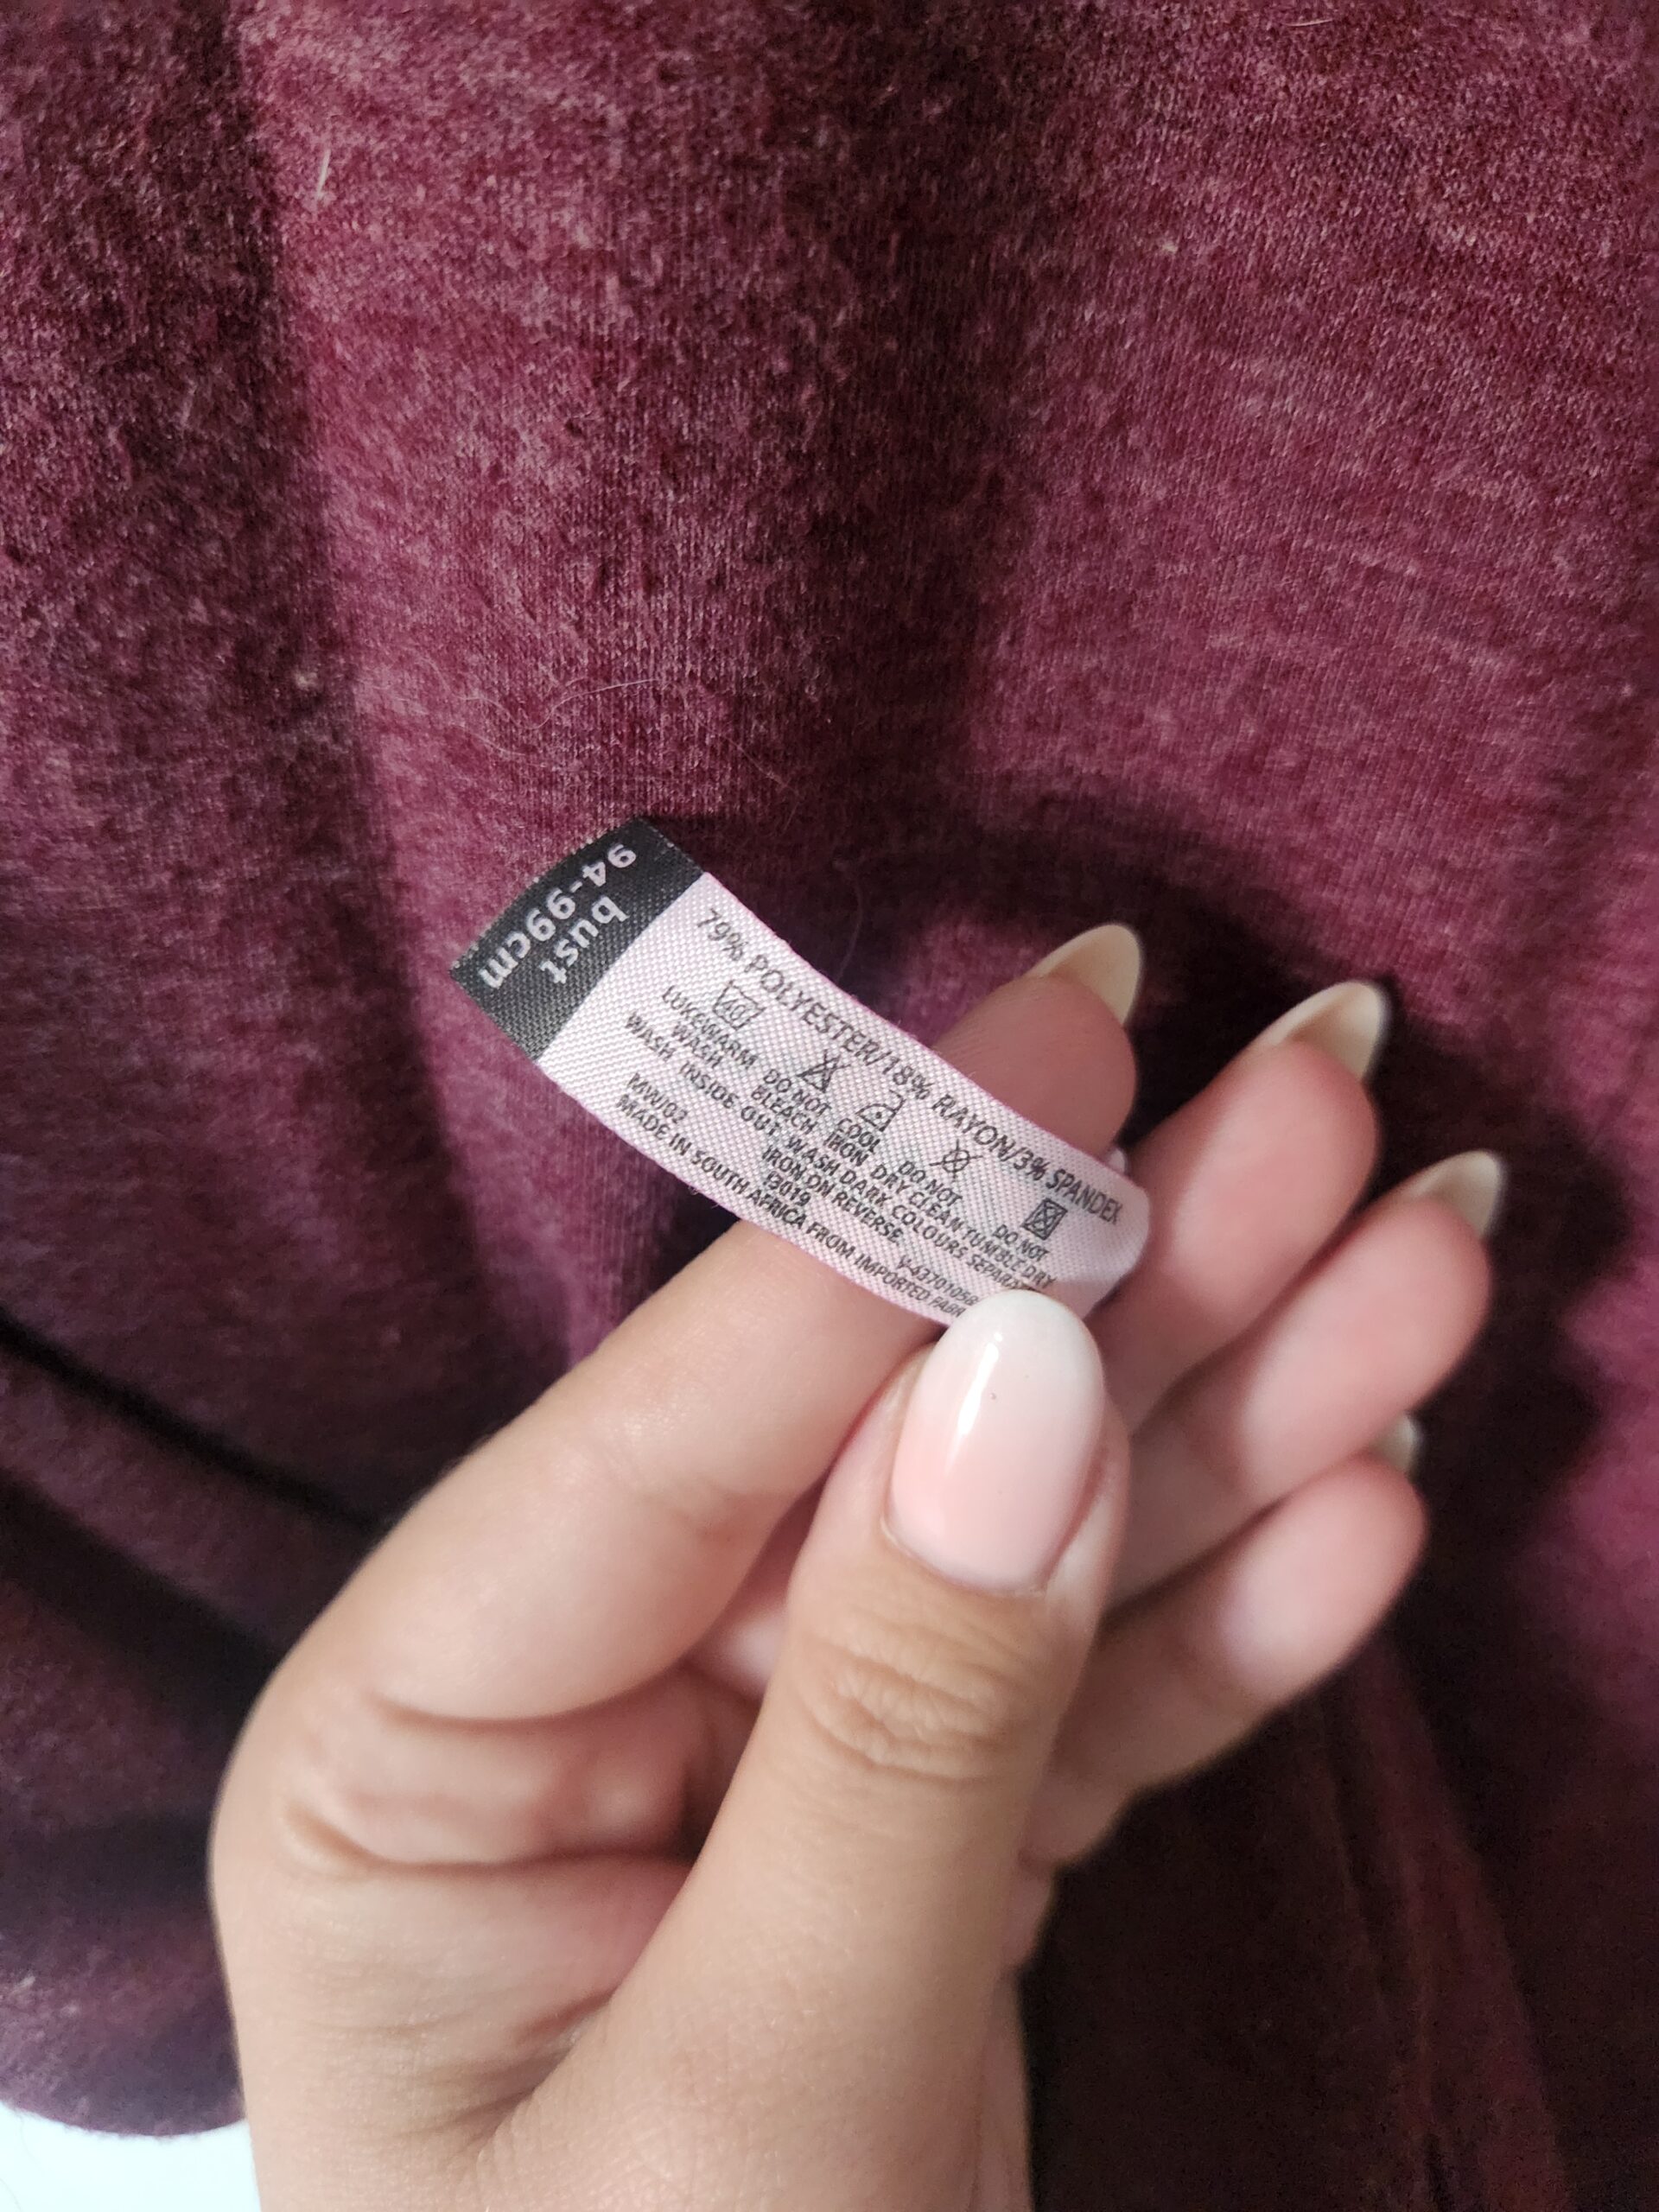 bust
94-99cm
79% POLYESTER/18% RAYON/3% SPANDEX
40
LUKEWARM WASH
DO NOT BLEACH
COOL IRON
DO NOT DRY CLEAN
DO NOT TUMBLE DRY
WASH INSIDE OUT WASH DARK COLOURS
IRON ON REVERSE
MWJ02 13019
MADE IN SOUTH AFRICA FROM IMPORTED